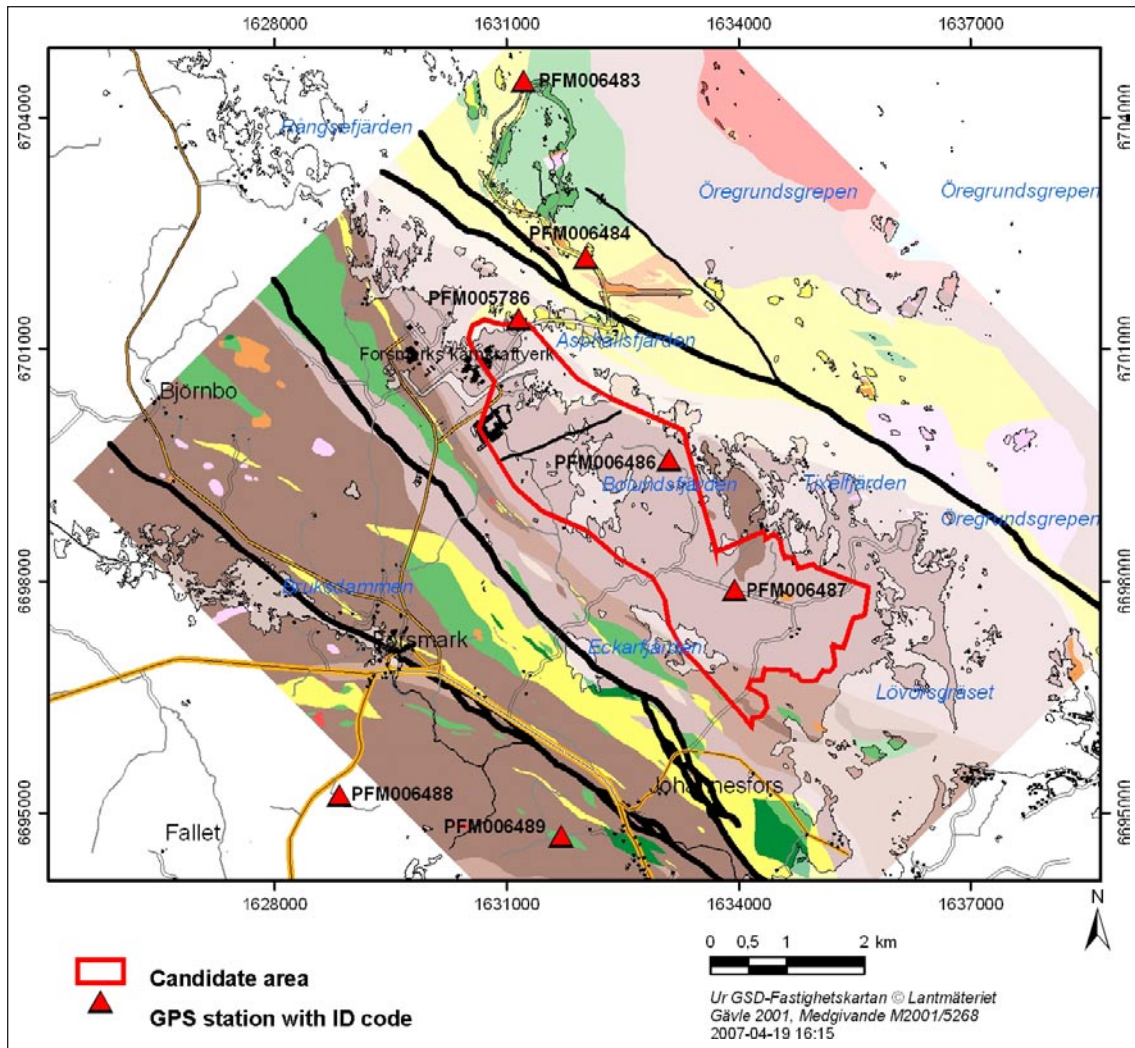 1628000
1631000
1634000
1637000
6704000
6704000
PFM006483
Rångsefjärden
Öregrundsgrepen
Öregrundsgrepen
PFM006484
PFM005786
6701000
6701000
Asphällsfjärden
Forsmarks kärnkraftverk
Björnbo
PFM006486
Bolundsfjärden
Tixelfjärden
Öregrundsgrepen
6698000
6698000
Bruksdammen
PFM006487
Forsmark
Eckarfjärden
Lövörsgräset
PFM006488
Johannesfors
6695000
6695000
Fallet
PFM006489
1628000
1631000
1634000
1637000
N
0 0,5 1 2 km
Candidate area
GPS station with ID code
Ur GSD-Fastighetskartan © Lantmäteriet
Gävle 2001, Medgivande M2001/5268
2007-04-19 16:15